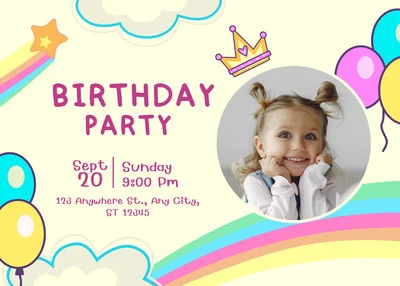 BIRTHDAY
PARTY
Sept
20
Sunday
9:00 Pm
123 Anywhere St., Any City,
ST 12345